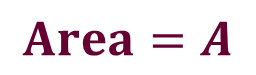 Area = A